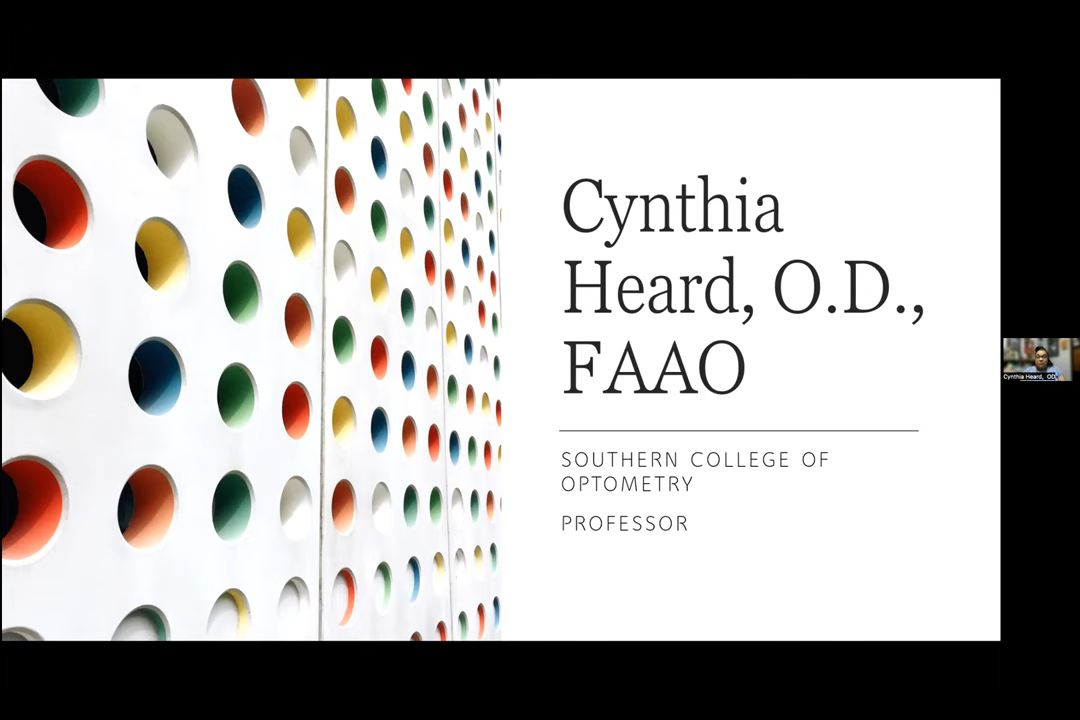 Cynthia
Heard, O.D.,
FAAO
SOUTHERN COLLEGE OF
OPTOMETRY
PROFESSOR
Cynthia Heard, OD